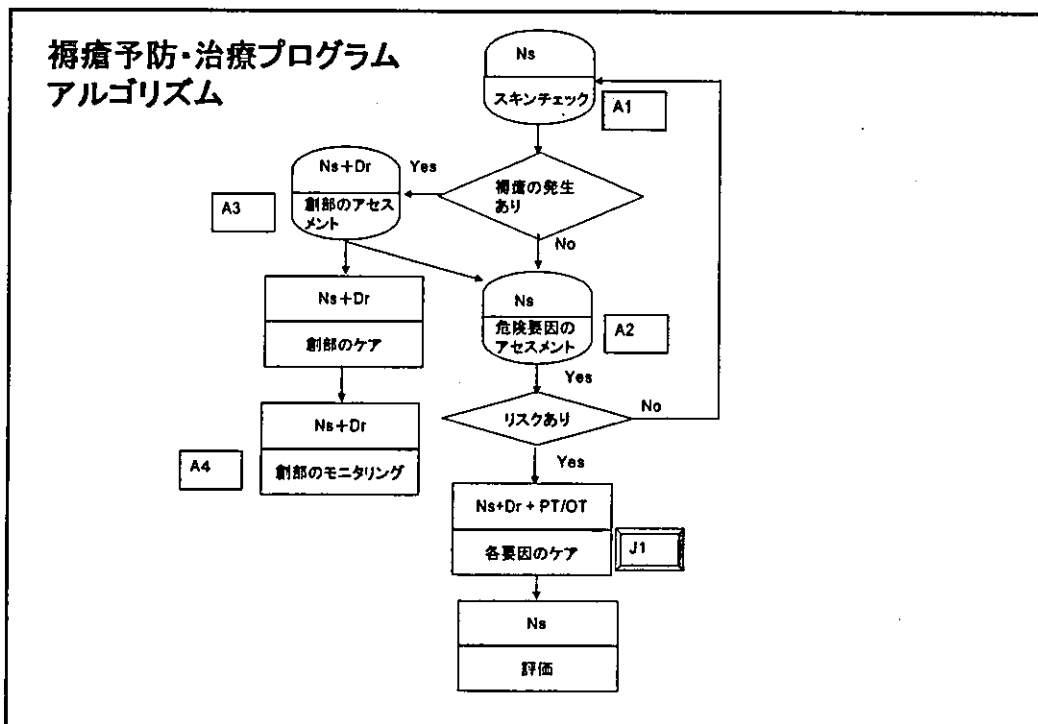 褥瘡予防・治療プログラム
アルゴリズム
Ns
スキンチェック
A1
Ns+Dr
Yes
創部のアセス
メント
A3
褥瘡の発生
あり
No
Ns+Dr
創部のケア
Ns
危険要因の
アセスメント
A2
Yes
リスクあり
No
Ns+Dr
創部のモニタリング
A4
Yes
Ns+Dr + PT/OT
各要因のケア
J1
Ns
評価